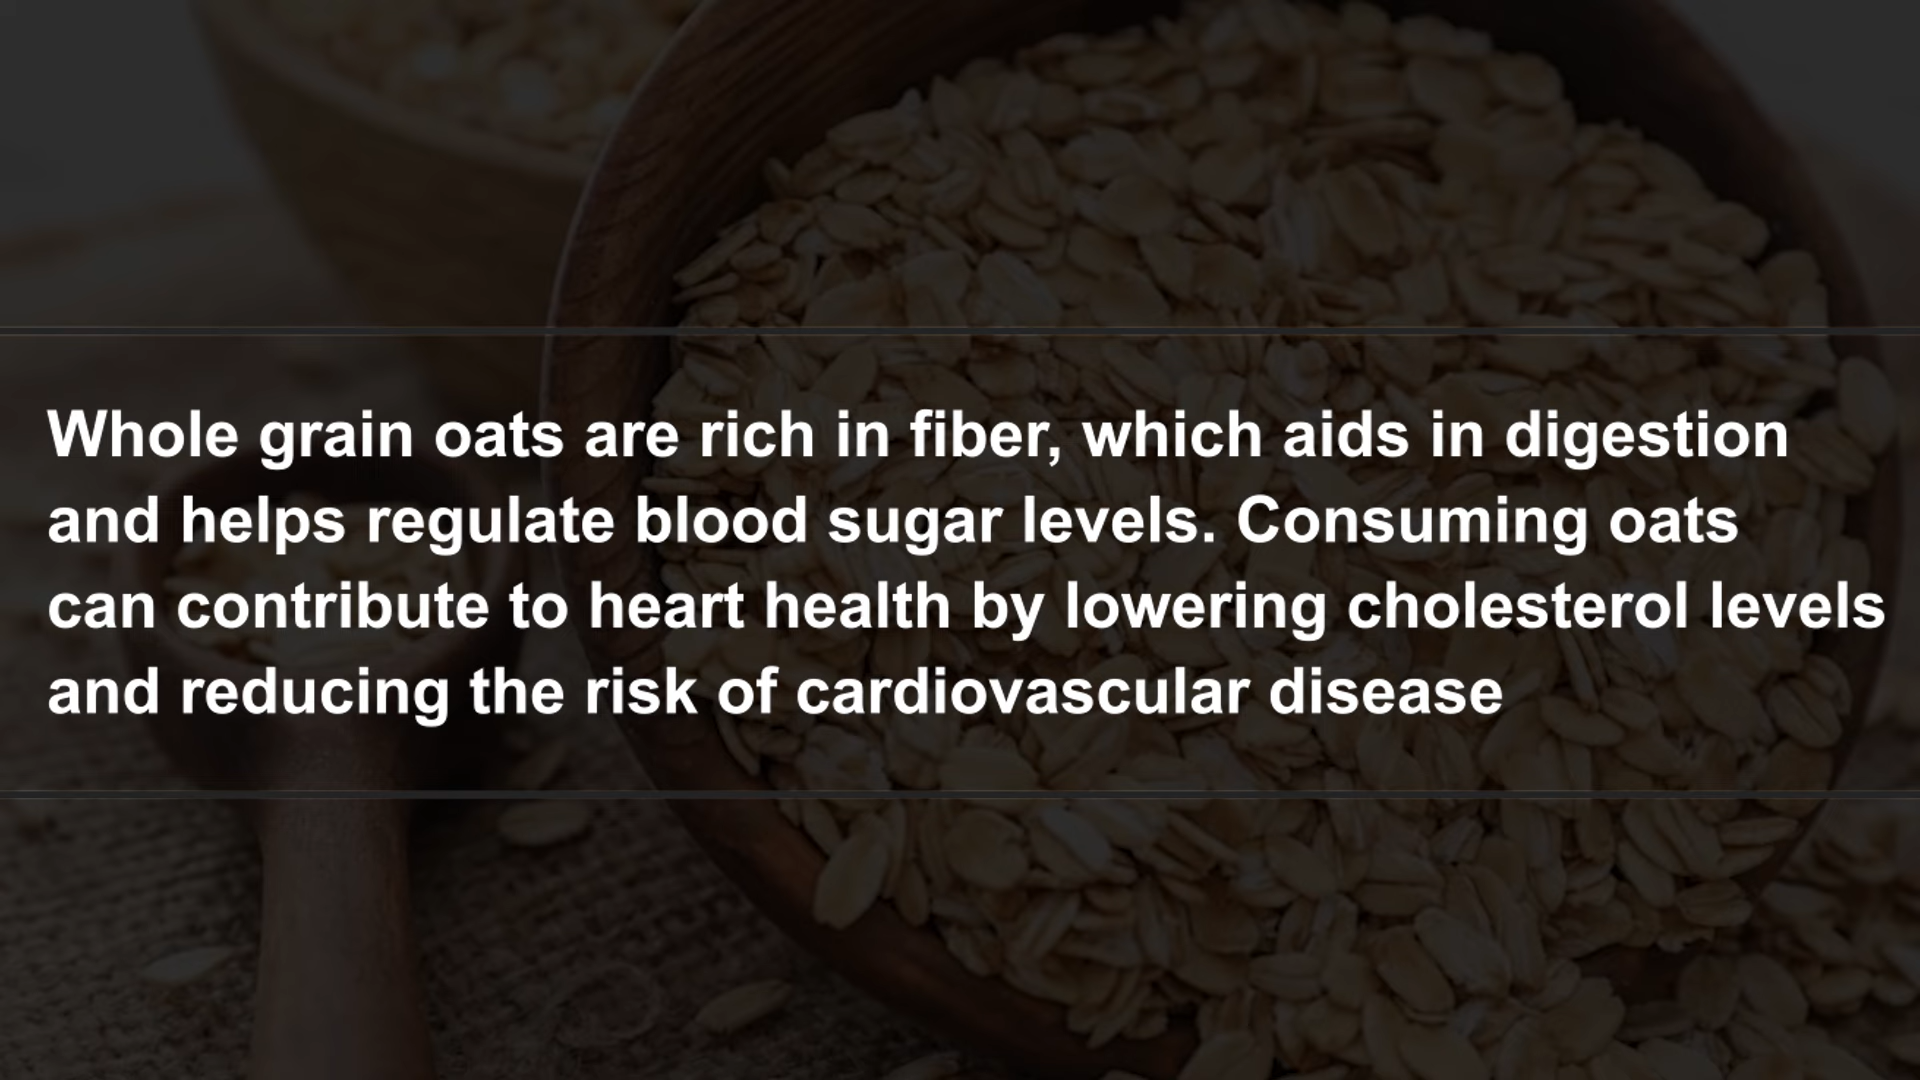 Whole grain oats are rich in fiber, which aids in digestion
and helps regulate blood sugar levels. Consuming oats
can contribute to heart health by lowering cholesterol levels
and reducing the risk of cardiovascular disease